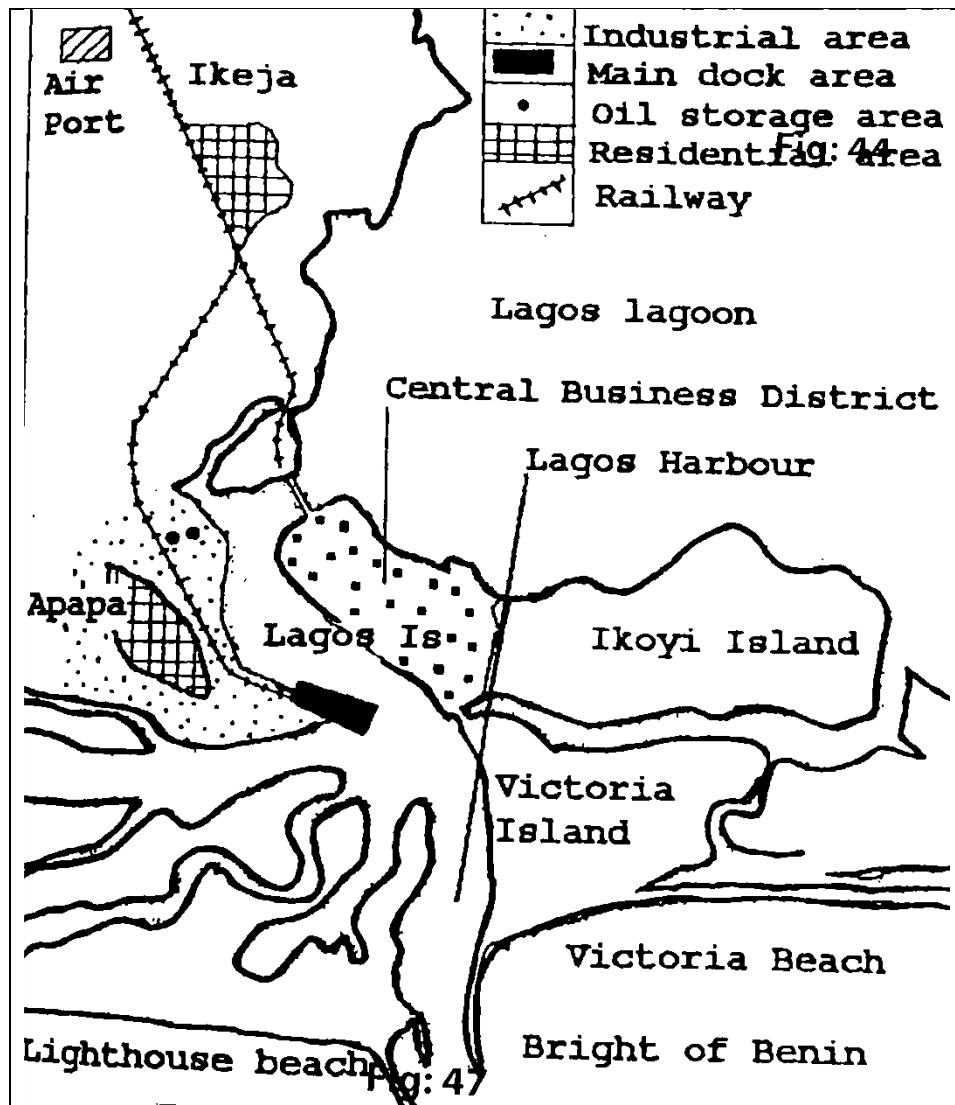 Industrial area
Main dock area
Oil storage area
Fig: 44
Residential area
Railway
Air
Port
Ikeja
Lagos lagoon
Central Business District
Lagos Harbour
Apapa
Lagos Is
Ikoyi Island
Victoria
Island
Victoria Beach
Bright of Benin
Lighthouse beach
Fig: 47